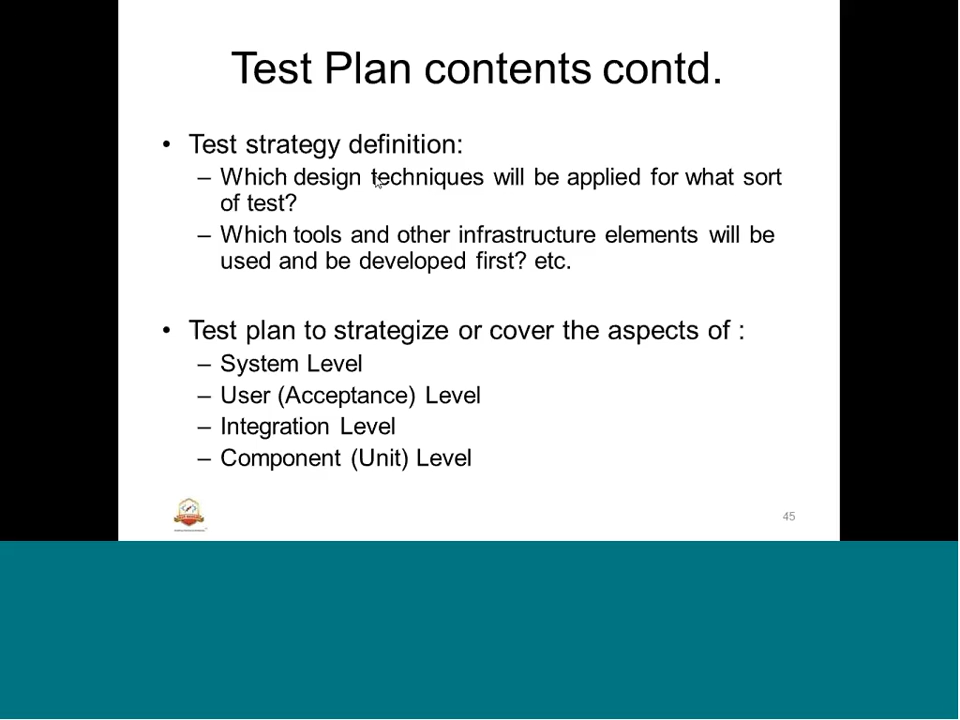 Test Plan contents contd.
• Test strategy definition:
– Which design techniques will be applied for what sort
of test?
– Which tools and other infrastructure elements will be
used and be developed first? etc.
• Test plan to strategize or cover the aspects of :
– System Level
– User (Acceptance) Level
– Integration Level
– Component (Unit) Level
45